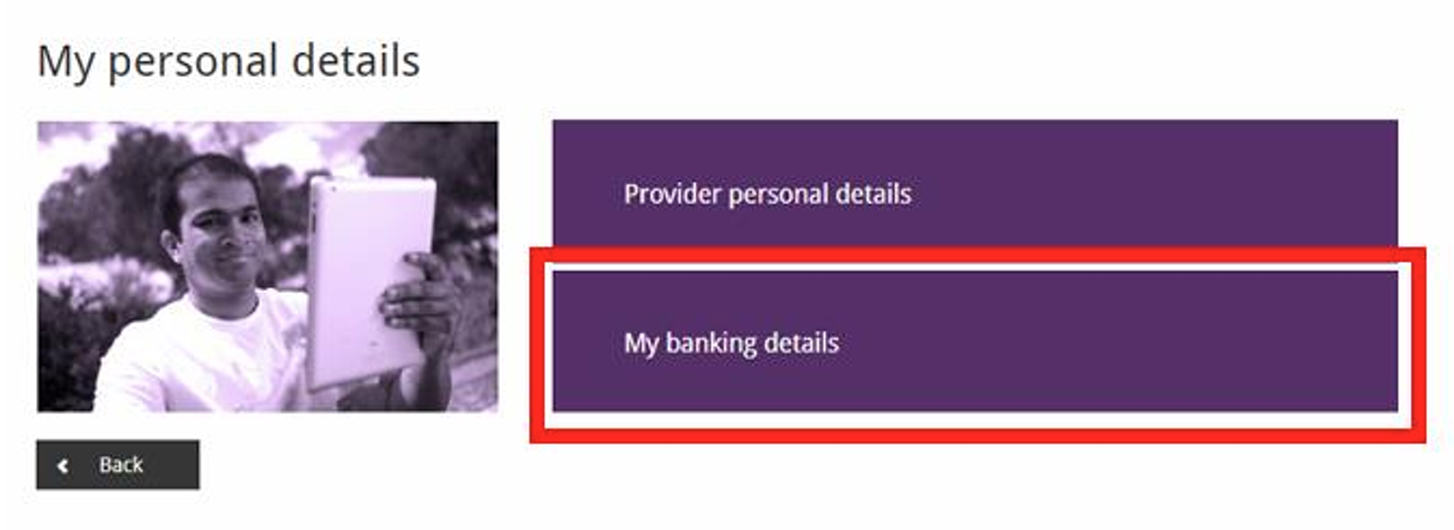 My personal details
Provider personal details
My banking details
Back